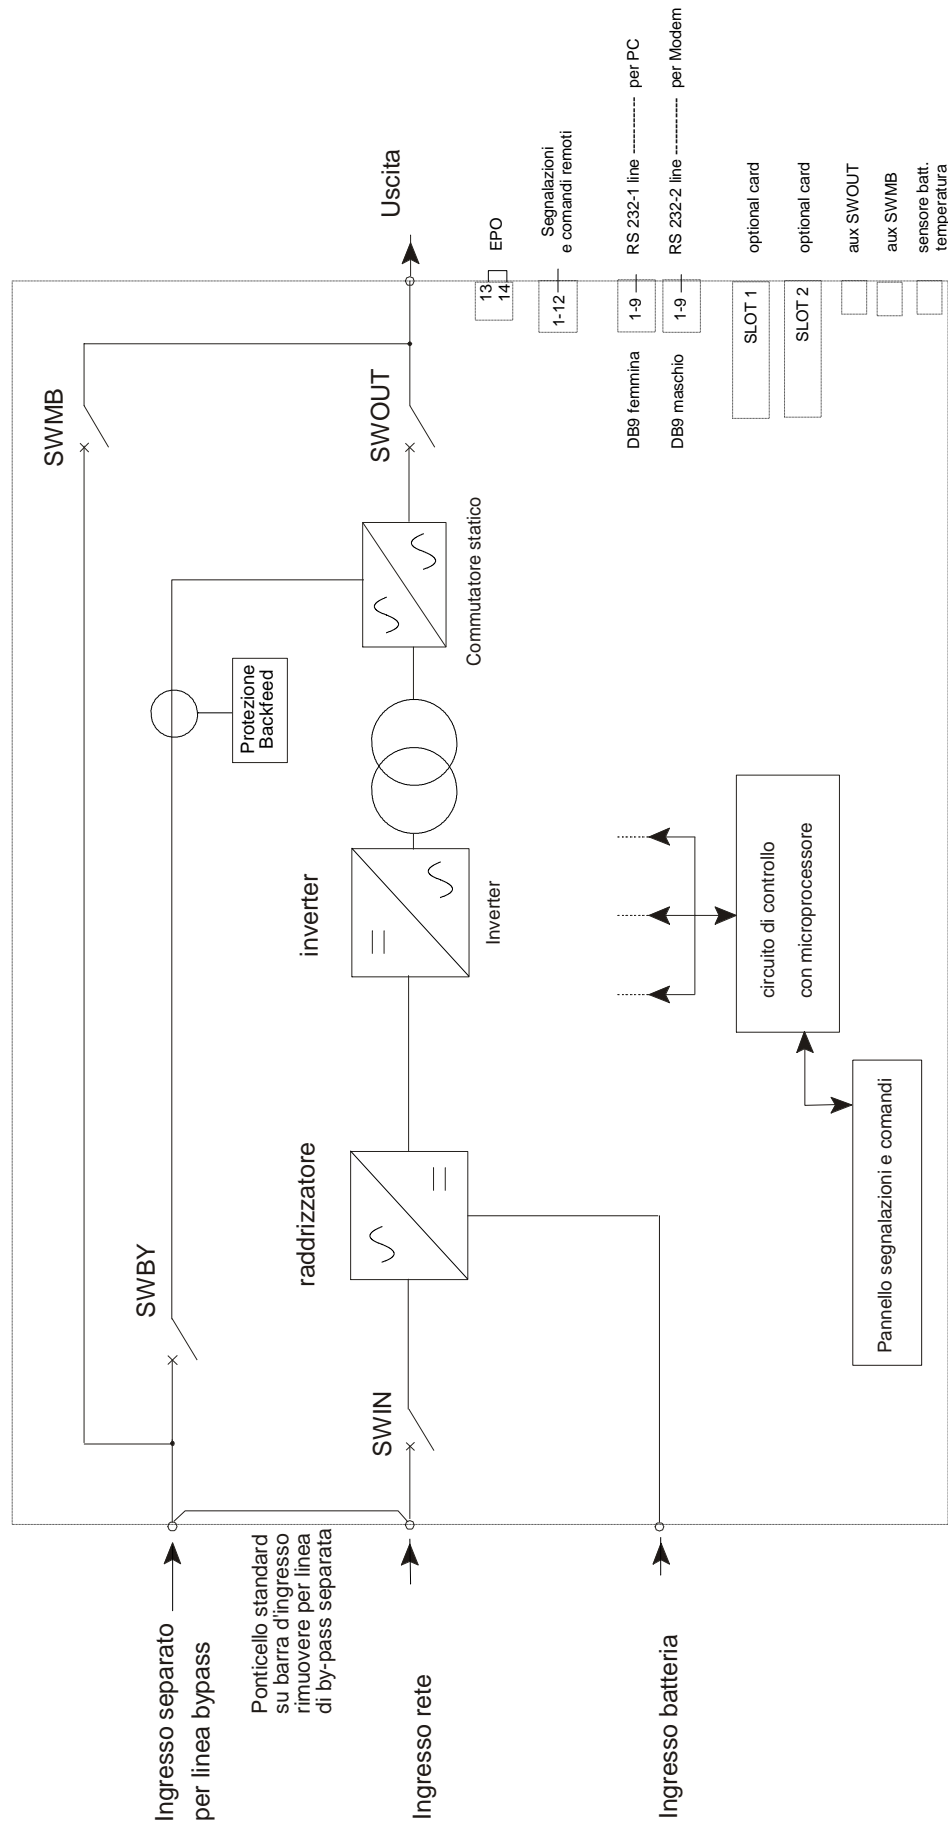 Ingresso separato
per linea bypass
Ponticello standard
su barra d'ingresso
rimuovere per linea
di by-pass separata
Ingresso rete
Ingresso batteria
SWMB
SWBY
SWIN
raddrizzatore
inverter
Inverter
Protezione
Backfeed
Commutatore statico
SWOUT
Uscita
circuito di controllo
con microprocessore
Pannello segnalazioni e comandi
13
14
EPO
1-12
Segnalazioni
e comandi remoti
DB9 femmina
1-9
RS 232-1 line ---------- per PC
DB9 maschio
1-9
RS 232-2 line ---------- per Modem
SLOT 1
optional card
SLOT 2
optional card
aux SWOUT
aux SWMB
sensore batt.
temperatura